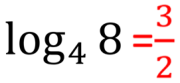 log₄ 8 = 3/2